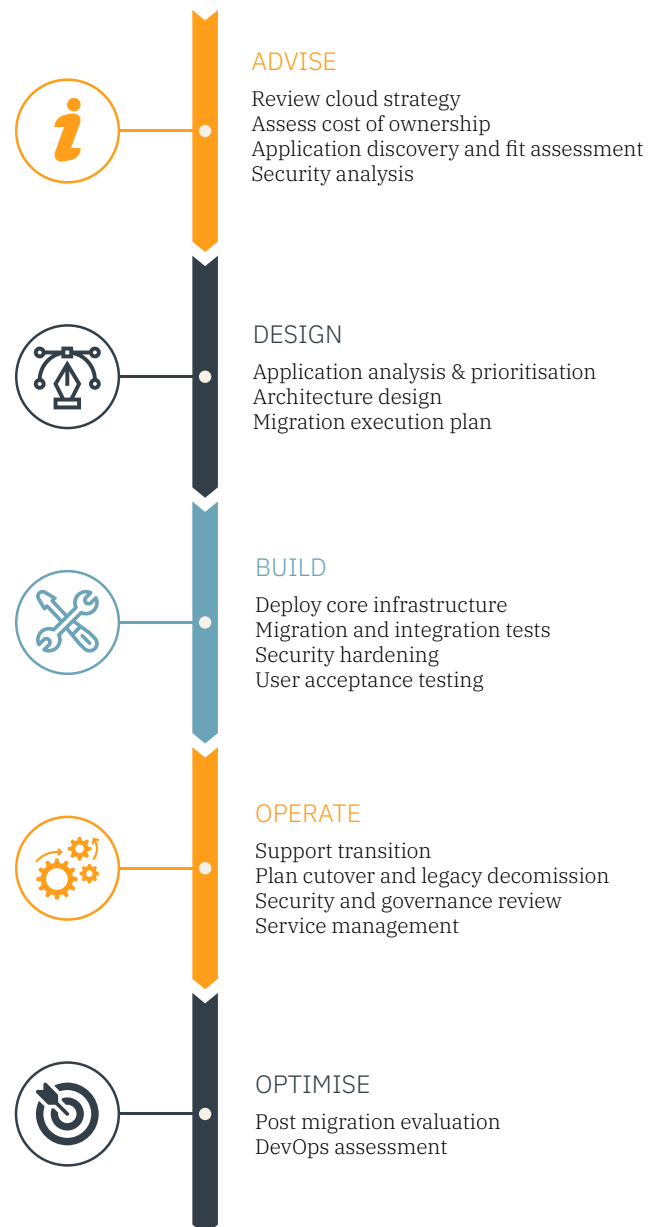 ADVISE
Review cloud strategy
Assess cost of ownership
Application discovery and fit assessment
Security analysis
DESIGN
Application analysis & prioritisation
Architecture design
Migration execution plan
BUILD
Deploy core infrastructure
Migration and integration tests
Security hardening
User acceptance testing
OPERATE
Support transition
Plan cutover and legacy decomission
Security and governance review
Service management
OPTIMISE
Post migration evaluation
DevOps assessment